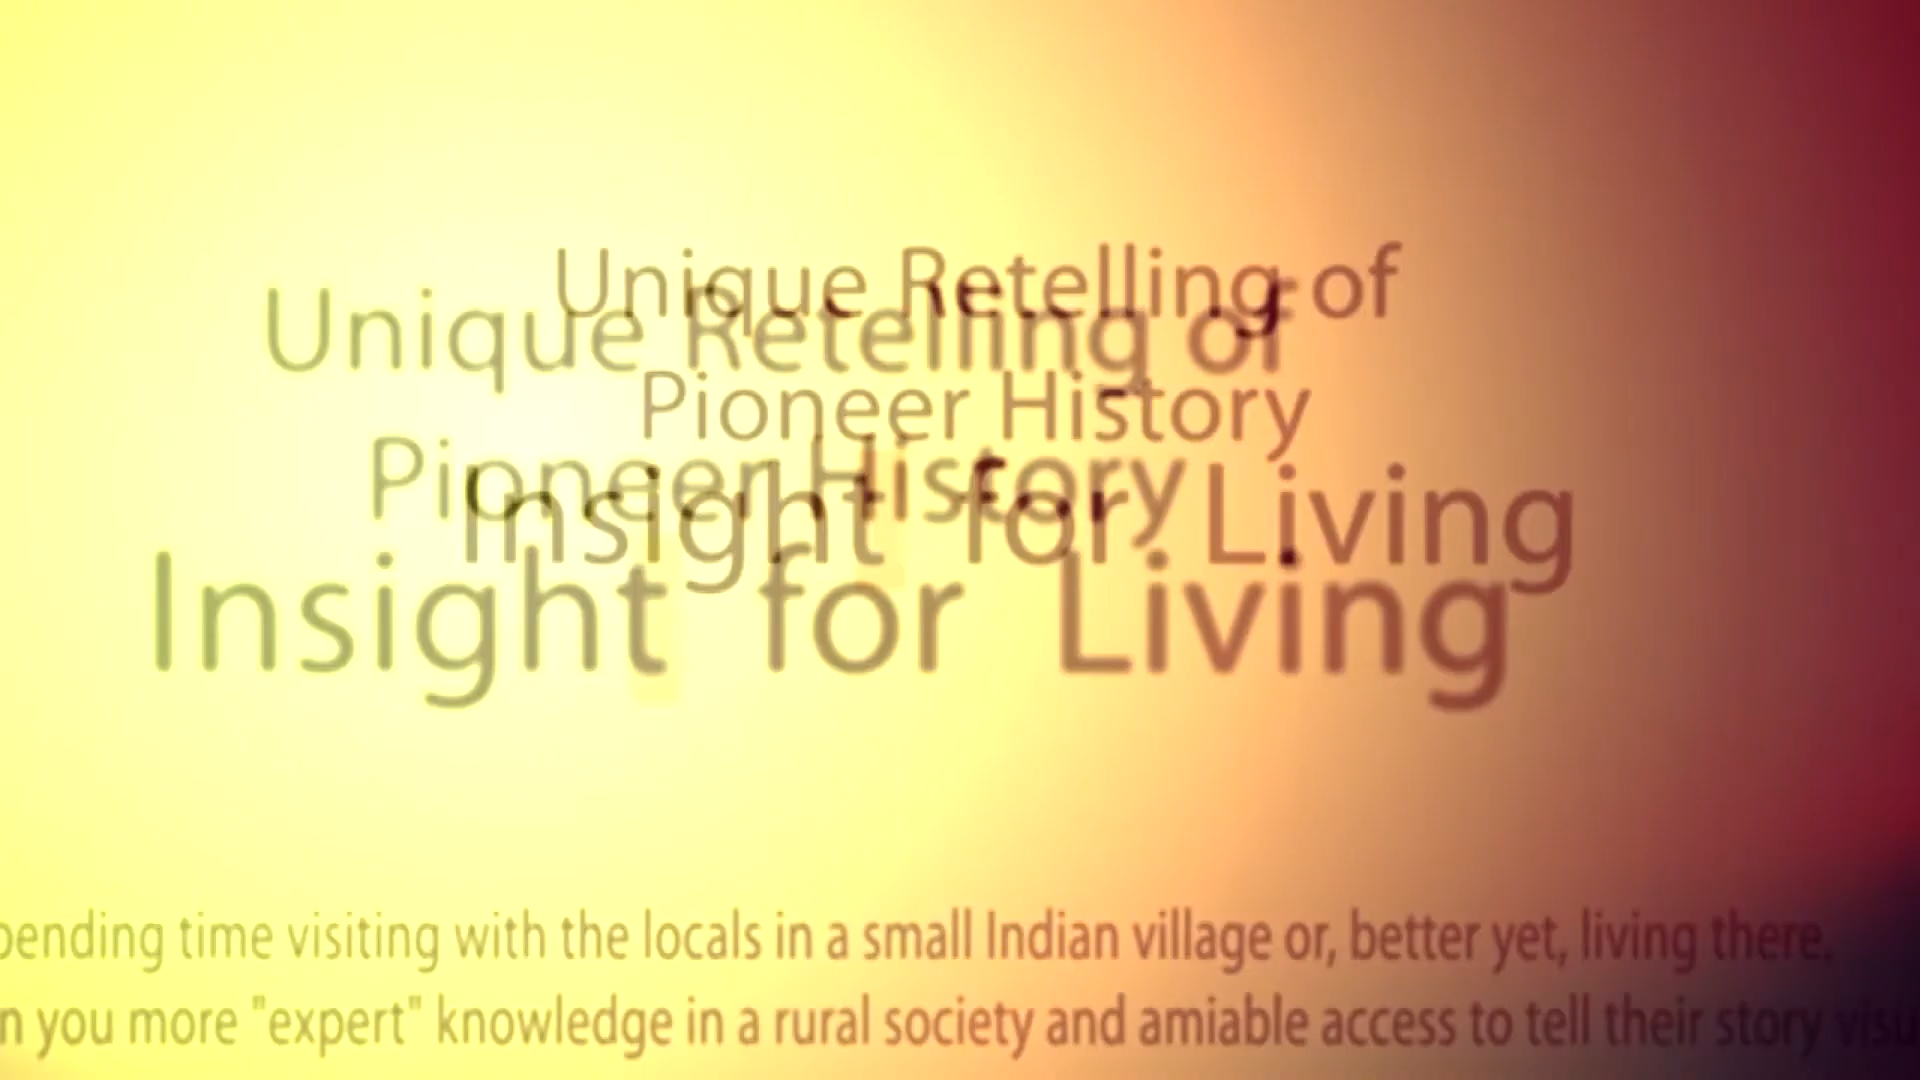 Unique Retelling of
Unique Retelling of
Pioneer History
Pioneer History
Insight for Living
Insight for Living
pending time visiting with the locals in a small Indian village or, better yet, living there.
n you more "expert" knowledge in a rural society and amiable access to tell their story visu